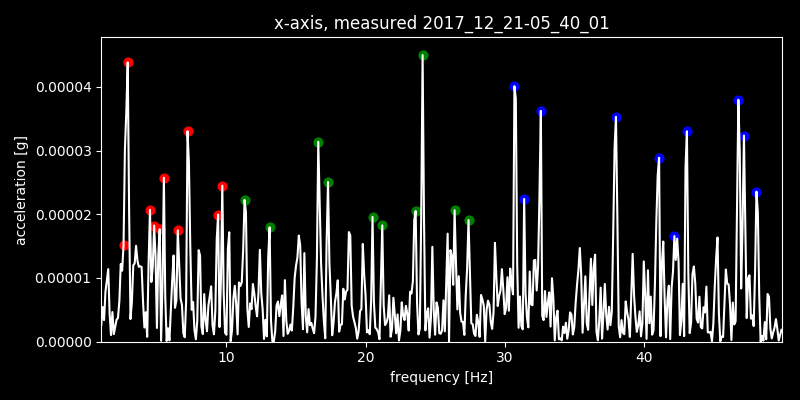 x-axis, measured 2017_12_21-05_40_01
0.00004
0.00003
0.00002
0.00001
0.00000
acceleration [g]
10 20 30 40
frequency [Hz]